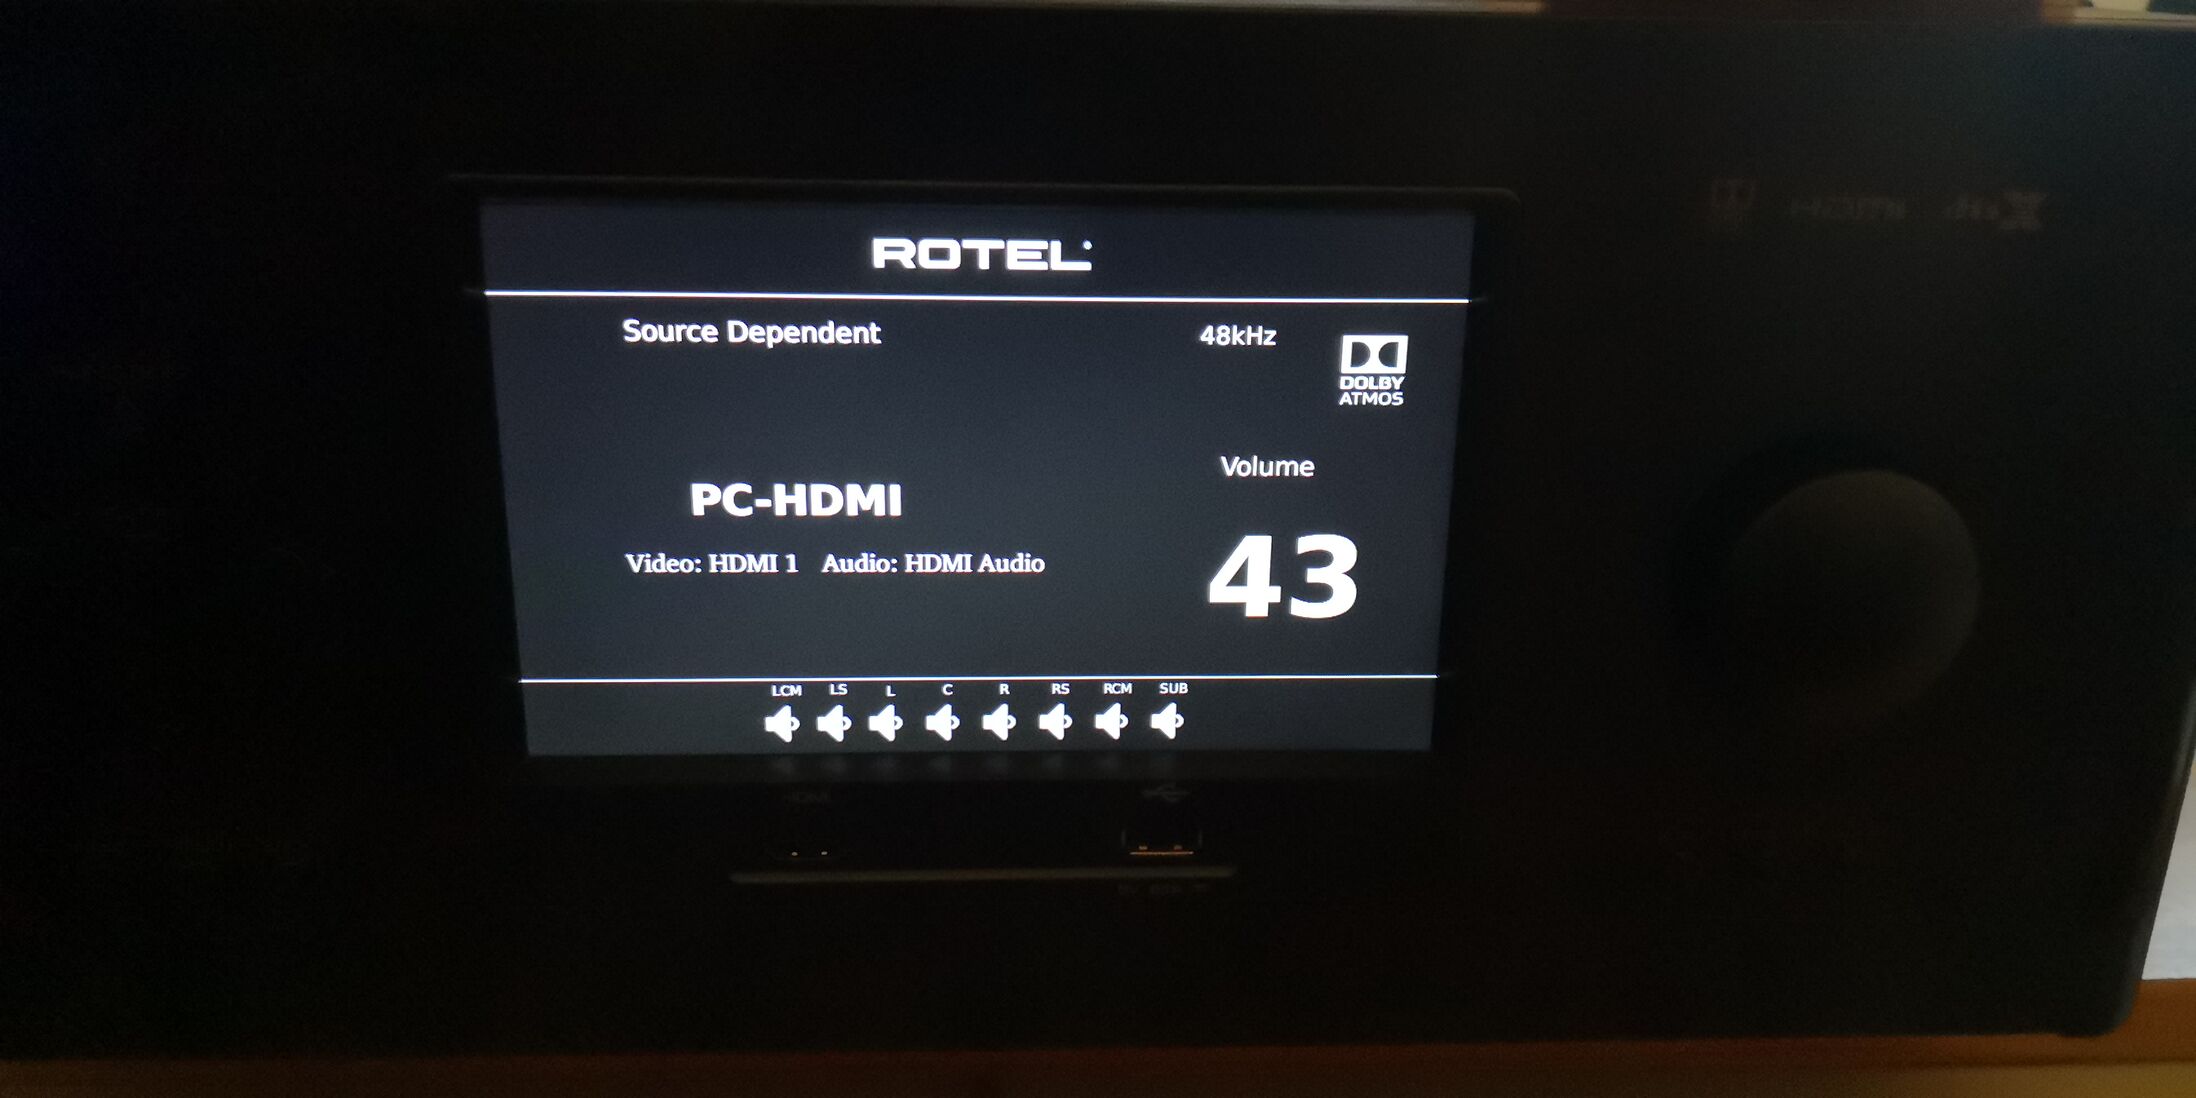 ROTEL
Source Dependent 48kHz
DOLBY
ATMOS
Volume
PC-HDMI
43
Video: HDMI 1 Audio: HDMI Audio
LCM LS L C R RS RCM SUB
HDMI